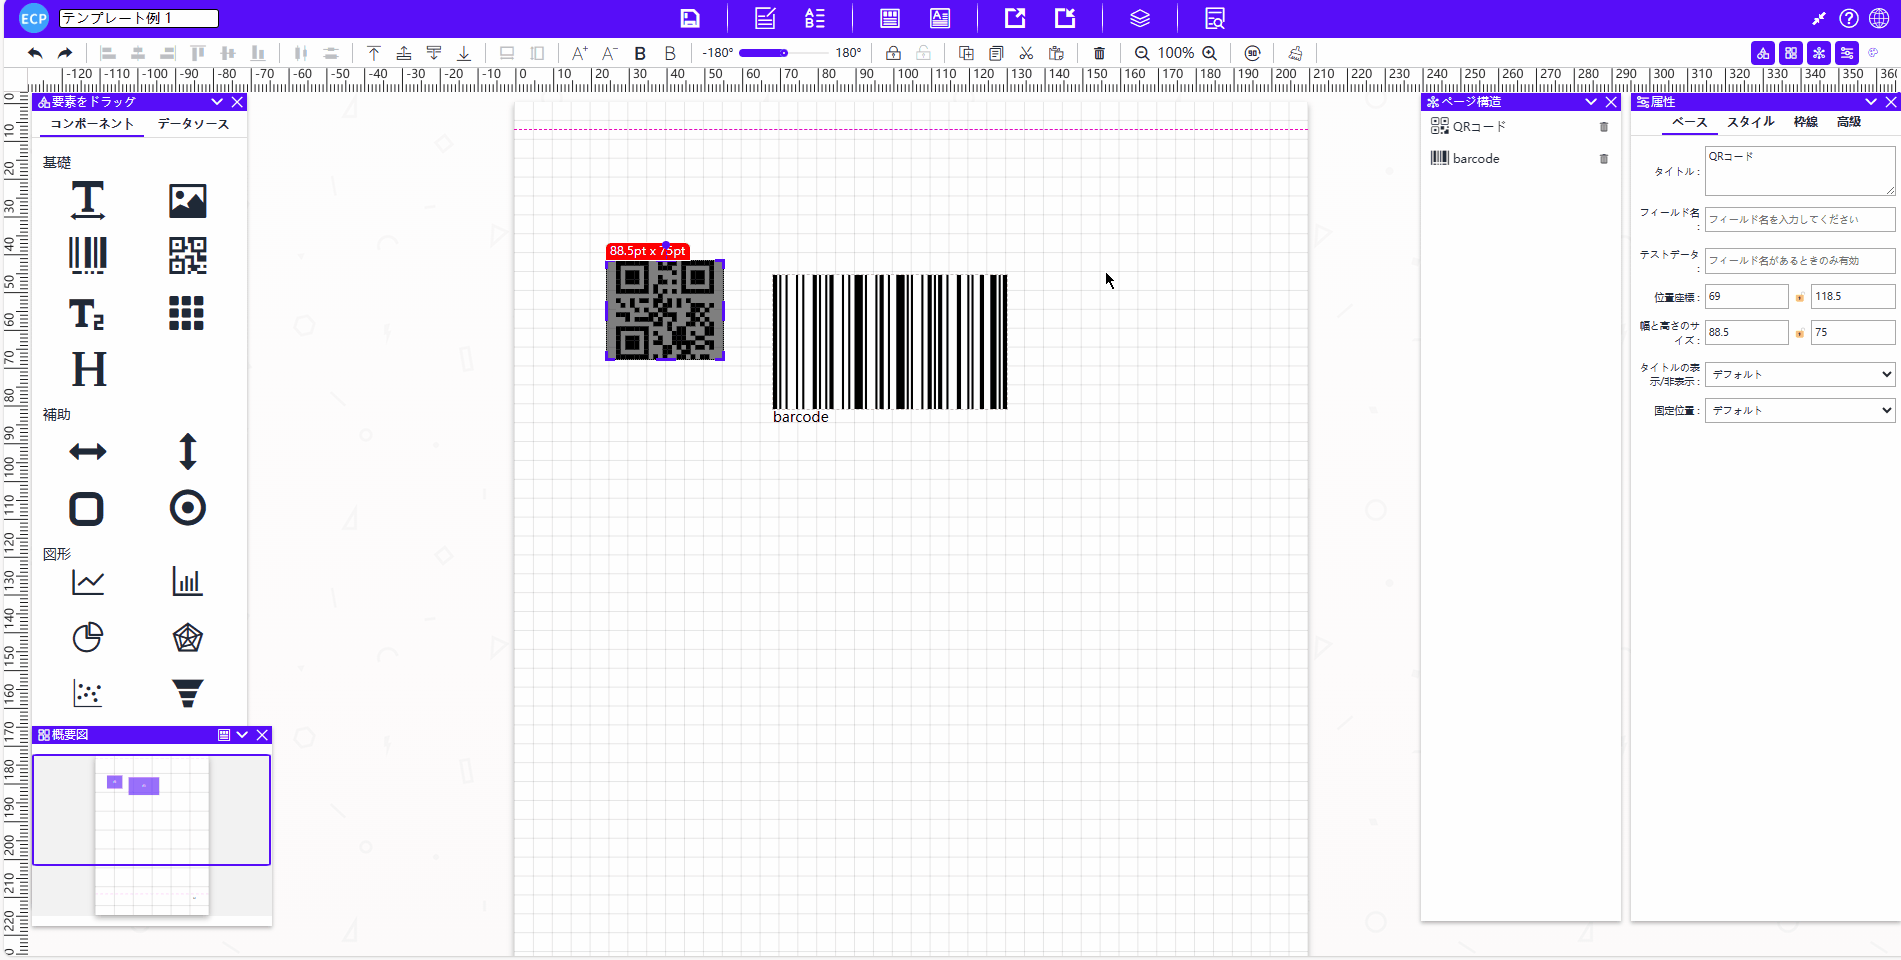 ECP テンプレート例 1
-180° 180° 100% 90
A+ A- B B
-120 -110 -100 -90 -80 -70 -60 -50 -40 -30 -20 -10 0 10 20 30 40 50 60 70 80 90 100 110 120 130 140 150 160 170 180 190 200 210 220 230 240 250 260 270 280 290 300 310 320 330 340 350 360
0 10 20 30 40 50 60 70 80 90 100 110 120 130 140 150 160 170 180 190 200 210 220
要素をドラッグ
コンポーネント データソース
基礎
補助
図形
概要図
88.5pt x 75pt
barcode
ページ構造
QRコード
barcode
属性
ベース スタイル 枠線 高級
タイトル : QRコード
フィールド名 : フィールド名を入力してください
テストデータ : フィールド名があるときのみ有効
位置座標 : 69 118.5
幅と高さのサイズ : 88.5 75
タイトルの表示/非表示 : デフォルト
固定位置 : デフォルト